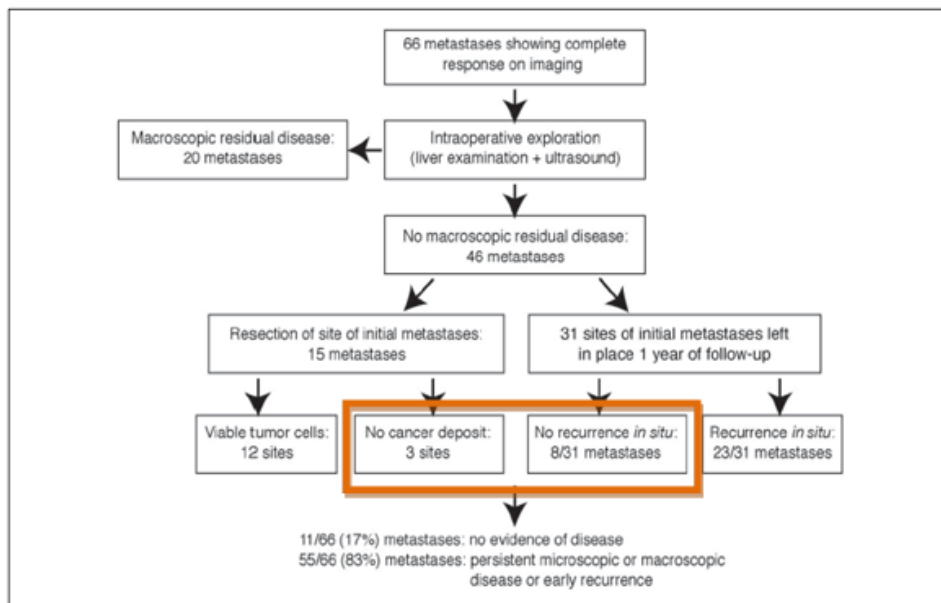 66 metastases showing complete
response on imaging
Macroscopic residual disease:
20 metastases
Intraoperative exploration
(liver examination + ultrasound)
No macroscopic residual disease:
46 metastases
Resection of site of initial metastases:
15 metastases
31 sites of initial metastases left
in place 1 year of follow-up
Viable tumor cells:
12 sites
No cancer deposit:
3 sites
No recurrence in situ:
8/31 metastases
Recurrence in situ:
23/31 metastases
11/66 (17%) metastases: no evidence of disease
55/66 (83%) metastases: persistent microscopic or macroscopic
disease or early recurrence